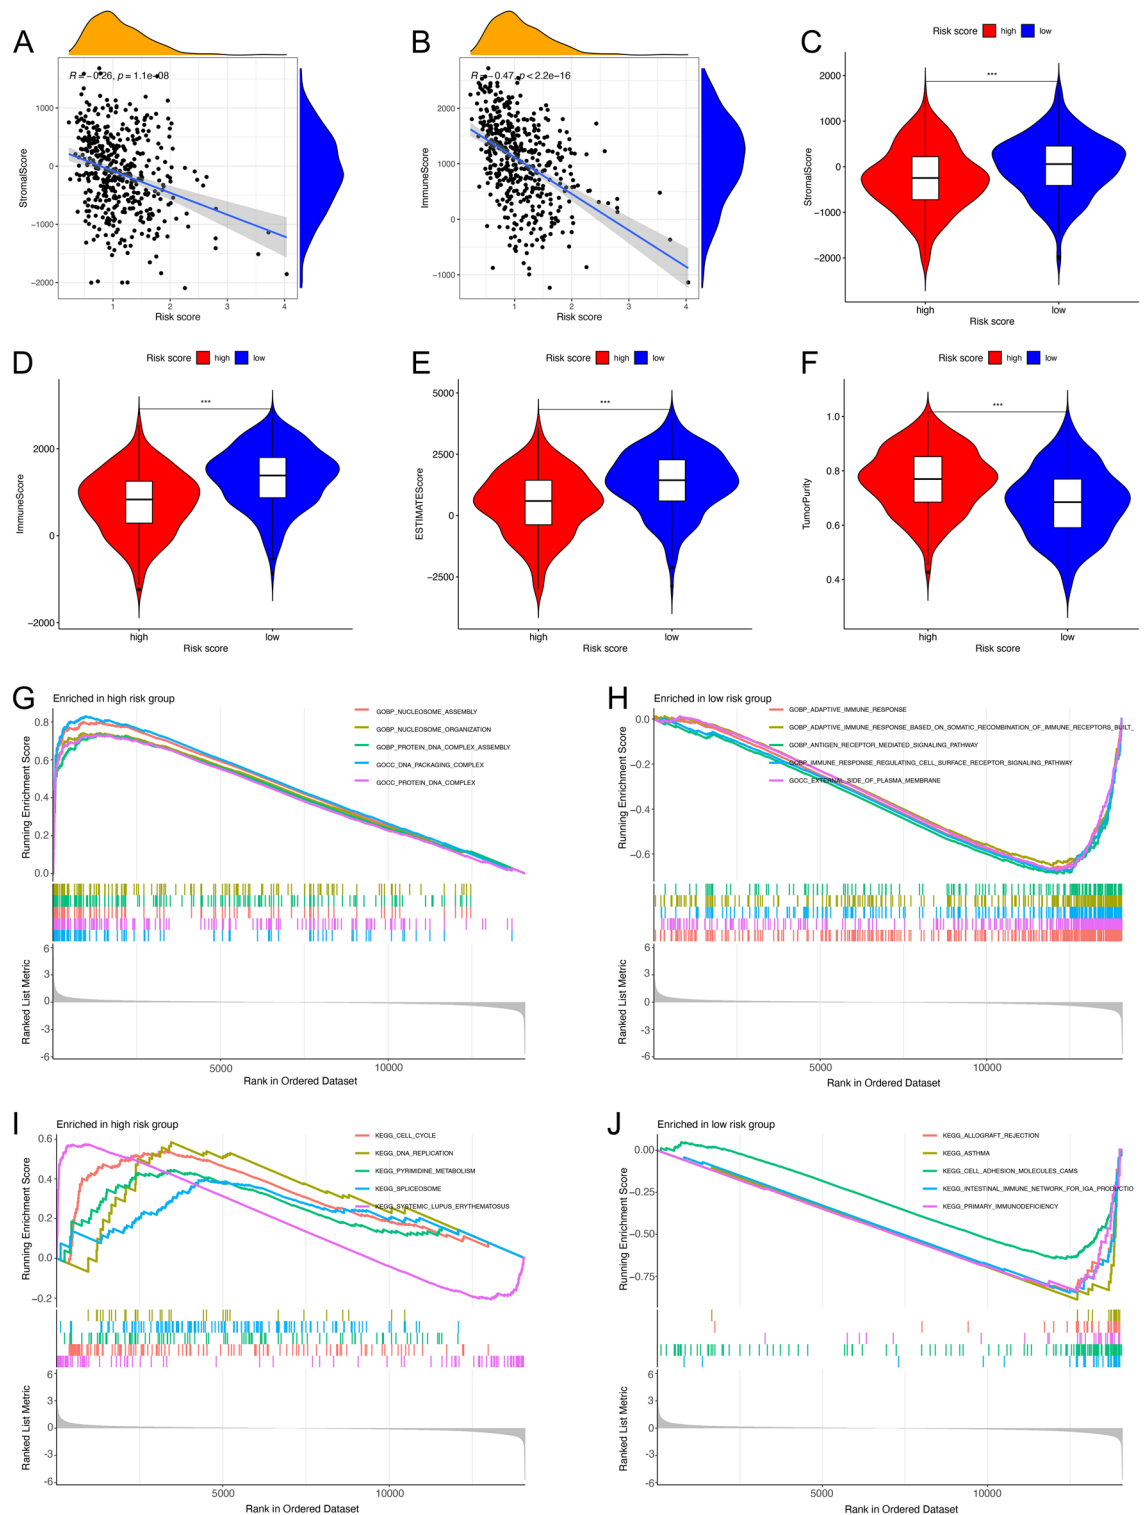 A
R = −0.26, p = 1.1e−08
StromalScore
1000
0
−1000
−2000
1
2
3
4
Risk score
B
R = −0.47, p < 2.2e−16
ImmuneScore
2000
1000
0
−1000
1
2
3
4
Risk score
C
Risk score high low
***
StromalScore
2000
1000
0
−1000
−2000
high
low
Risk score
D
Risk score high low
***
ImmuneScore
2000
0
−2000
high
low
Risk score
E
Risk score high low
***
ESTIMATEScore
5000
2500
0
−2500
high
low
Risk score
F
Risk score high low
***
TumorPurity
1.0
0.8
0.6
0.4
high
low
Risk score
G
Enriched in high risk group
GOBP_NUCLEOSOME_ASSEMBLY
GOBP_NUCLEOSOME_ORGANIZATION
GOBP_PROTEIN_DNA_COMPLEX_ASSEMBLY
GOCC_DNA_PACKAGING_COMPLEX
GOCC_PROTEIN_DNA_COMPLEX
Running Enrichment Score
0.8
0.6
0.4
0.2
0.0
Ranked List Metric
6
3
0
-3
-6
5000
10000
Rank in Ordered Dataset
H
Enriched in low risk group
GOBP_ADAPTIVE_IMMUNE_RESPONSE
GOBP_ADAPTIVE_IMMUNE_RESPONSE_BASED_ON_SOMATIC_RECOMBINATION_OF_IMMUNE_RECEPTORS_BUILT_
GOBP_ANTIGEN_RECEPTOR_MEDIATED_SIGNALING_PATHWAY
GOBP_IMMUNE_RESPONSE_REGULATING_CELL_SURFACE_RECEPTOR_SIGNALING_PATHWAY
GOCC_EXTERNAL_SIDE_OF_PLASMA_MEMBRANE
Running Enrichment Score
0.0
−0.2
−0.4
−0.6
Ranked List Metric
6
3
0
-3
-6
5000
10000
Rank in Ordered Dataset
I
Enriched in high risk group
KEGG_CELL_CYCLE
KEGG_DNA_REPLICATION
KEGG_PYRIMIDINE_METABOLISM
KEGG_SPLICEOSOME
KEGG_SYSTEMIC_LUPUS_ERYTHEMATOSUS
Running Enrichment Score
0.6
0.4
0.2
0.0
−0.2
Ranked List Metric
6
3
0
-3
-6
5000
10000
Rank in Ordered Dataset
J
Enriched in low risk group
KEGG_ALLOGRAFT_REJECTION
KEGG_ASTHMA
KEGG_CELL_ADHESION_MOLECULES_CAMS
KEGG_INTESTINAL_IMMUNE_NETWORK_FOR_IGA_PRODUCTIO
KEGG_PRIMARY_IMMUNODEFICIENCY
Running Enrichment Score
0.00
−0.25
−0.50
−0.75
Ranked List Metric
6
3
0
-3
-6
5000
10000
Rank in Ordered Dataset